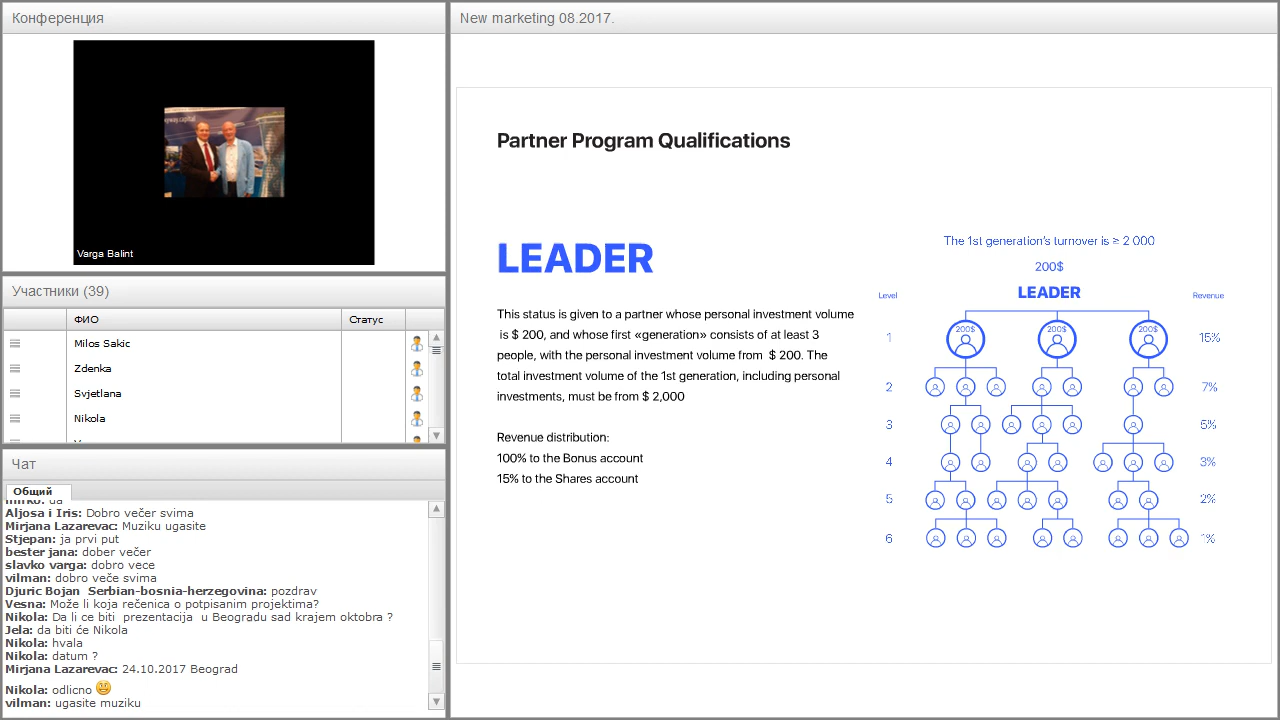 Конференция
Varga Balint
Участники (39)
ФИО Статус
Milos Sakic
Zdenka
Svjetlana
Nikola
Чат
Общий
mirko: da
Aljosa i Iris: Dobro večer svima
Mirjana Lazarevac: Muziku ugasite
Stjepan: ja prvi put
bester jana: dober večer
slavko varga: dobro vece
vilman: dobro veče svima
Djuric Bojan Serbian-bosnia-herzegovina: pozdrav
Vesna: Može li koja rečenica o potpisanim projektima?
Nikola: Da li ce biti prezentacija u Beogradu sad krajem oktobra ?
Jela: da biti će Nikola
Nikola: hvala
Nikola: datum ?
Mirjana Lazarevac: 24.10.2017 Beograd
Nikola: odlicno
vilman: ugasite muziku
New marketing 08.2017.
Partner Program Qualifications
LEADER
This status is given to a partner whose personal investment volume
is $ 200, and whose first «generation» consists of at least 3
people, with the personal investment volume from $ 200. The
total investment volume of the 1st generation, including personal
investments, must be from $ 2,000
Revenue distribution:
100% to the Bonus account
15% to the Shares account
The 1st generation's turnover is ≥ 2 000
200$
Level LEADER Revenue
200$ 200$ 200$
1 15%
2 7%
3 5%
4 3%
5 2%
6 1%